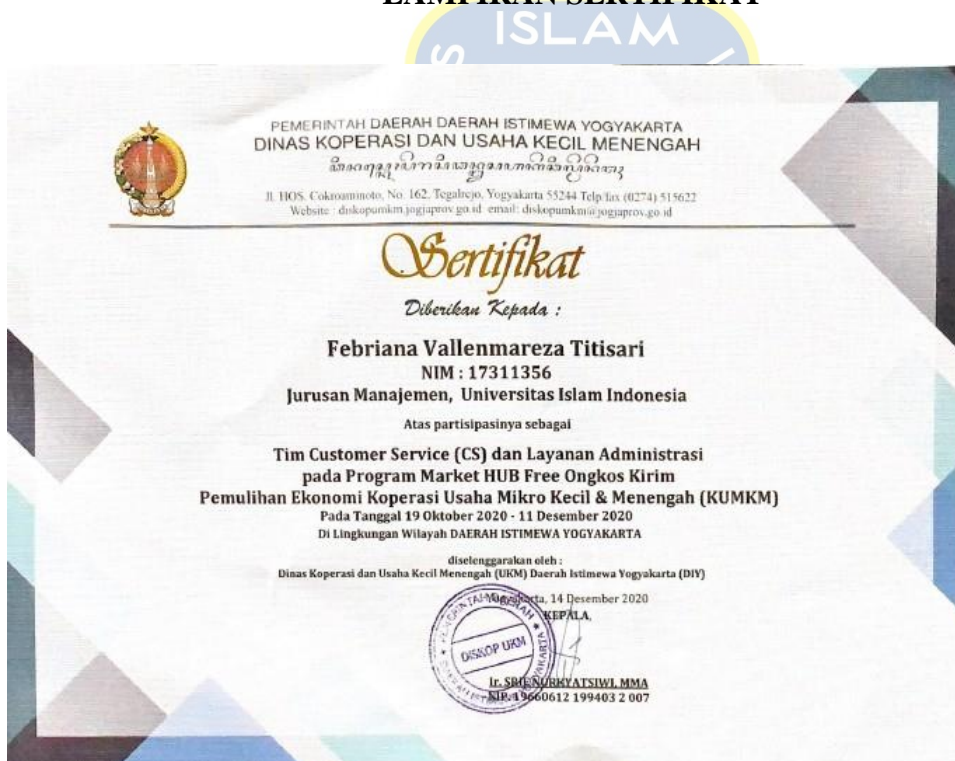 LAMPIRAN SERTIFIKAT
ISLAM
PEMERINTAH DAERAH DAERAH ISTIMEWA YOGYAKARTA
DINAS KOPERASI DAN USAHA KECIL MENENGAH
Jl. HOS. Cokroaminoto, No. 162, Tegalrejo, Yogyakarta 55244 Telp/fax (0274) 515622
Website : diskopumkm.jogjaprov.go.id email: diskopumkm@jogjaprov.go.id
Sertifikat
Diberikan Kepada :
Febriana Vallenmareza Titisari
NIM : 17311356
Jurusan Manajemen, Universitas Islam Indonesia
Atas partisipasinya sebagai
Tim Customer Service (CS) dan Layanan Administrasi
pada Program Market HUB Free Ongkos Kirim
Pemulihan Ekonomi Koperasi Usaha Mikro Kecil & Menengah (KUMKM)
Pada Tanggal 19 Oktober 2020 - 11 Desember 2020
Di Lingkungan Wilayah DAERAH ISTIMEWA YOGYAKARTA
diselenggarakan oleh :
Dinas Koperasi dan Usaha Kecil Menengah (UKM) Daerah Istimewa Yogyakarta (DIY)
Yogyakarta, 14 Desember 2020
KEPALA,
DISKOP UKM
Ir. SRIE NURKYATSIWI, MMA
NIP. 19660612 199403 2 007